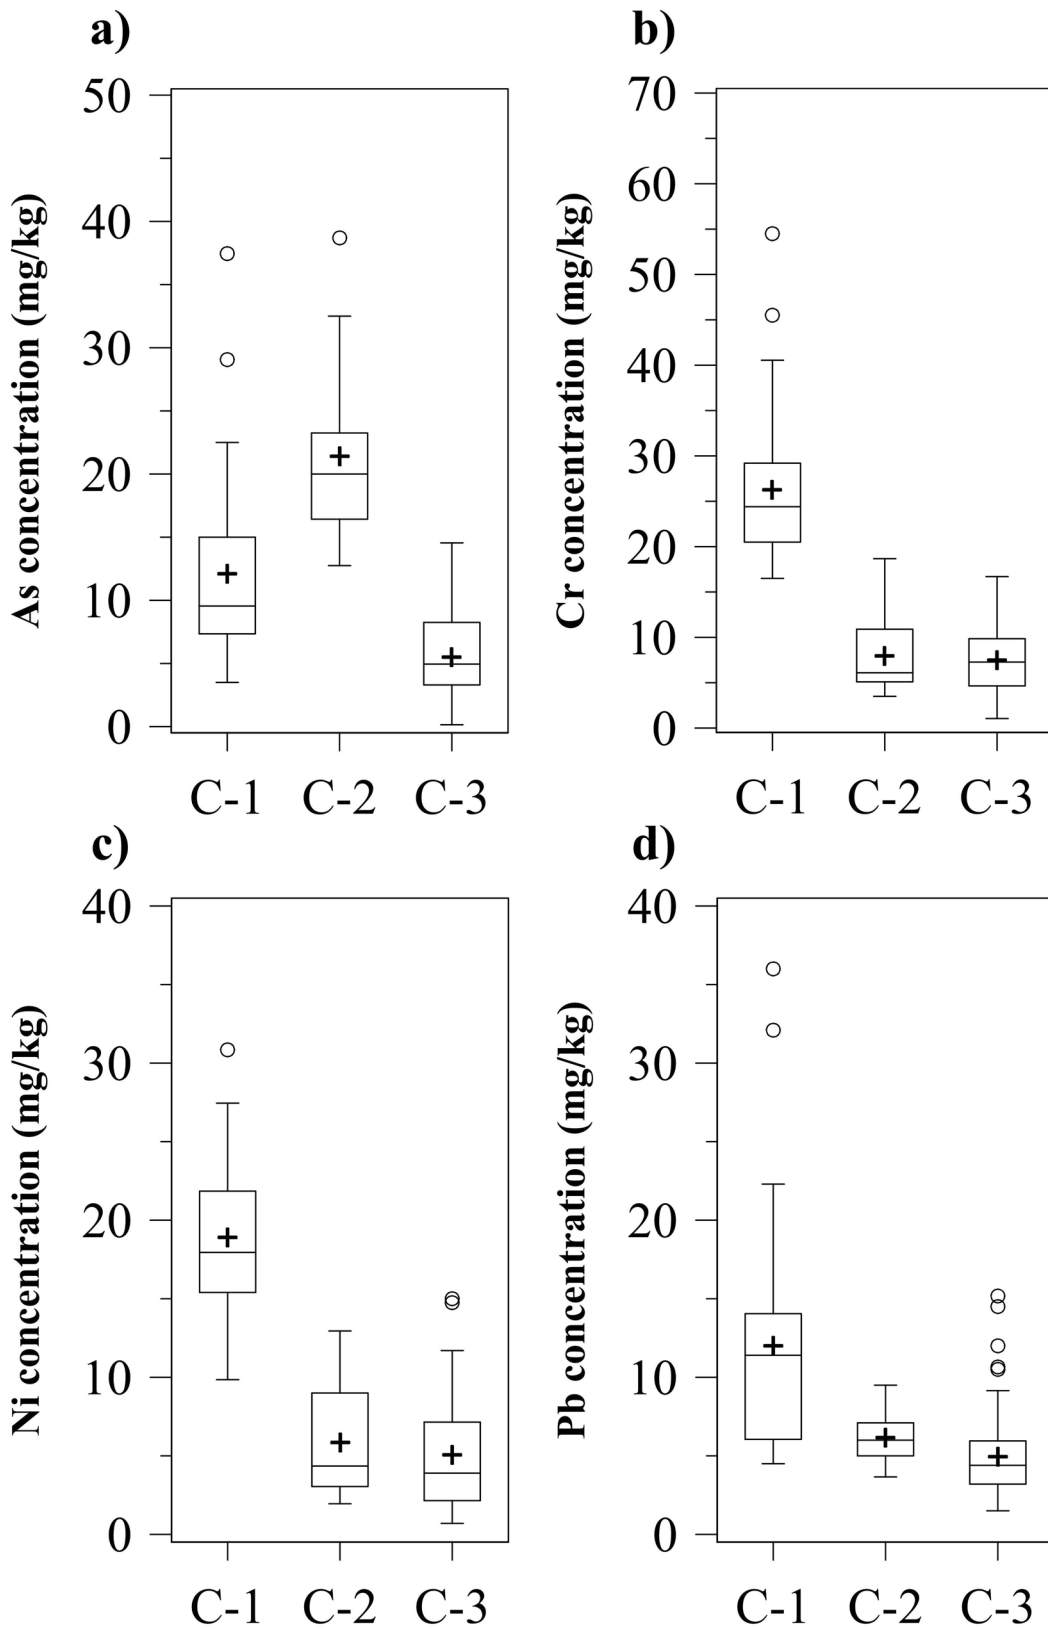 a)
As concentration (mg/kg)
50
40
30
20
10
0
C-1 C-2 C-3
b)
Cr concentration (mg/kg)
70
60
50
40
30
20
10
0
C-1 C-2 C-3
c)
Ni concentration (mg/kg)
40
30
20
10
0
C-1 C-2 C-3
d)
Pb concentration (mg/kg)
40
30
20
10
0
C-1 C-2 C-3